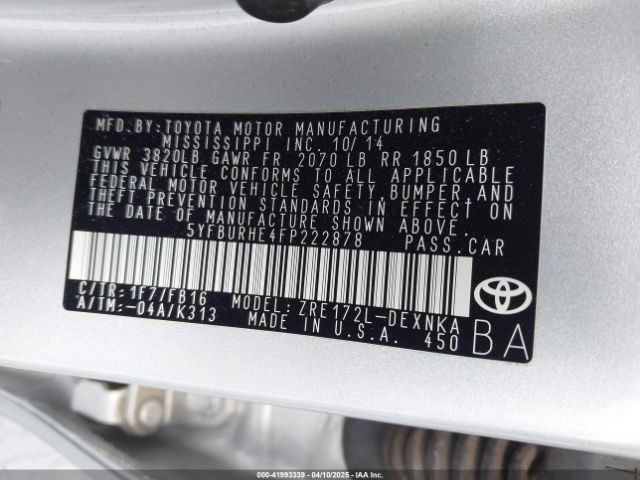 MFD.BY:TOYOTA MOTOR MANUFACTURING
MISSISSIPPI INC. 10/14
GVWR 3820LB GAWR FR 2070 LB RR 1850 LB
THIS VEHICLE CONFORMS TO ALL APPLICABLE
FEDERAL MOTOR VEHICLE SAFETY, BUMPER AND
THEFT PREVENTION STANDARDS IN EFFECT ON
THE DATE OF MANUFACTURE SHOWN ABOVE.
5YFBURHE4FP222878 PASS.CAR
C/TR: 1F7/FB16 MODEL: ZRE172L-DEXNKA
A/TM:-04A/K313 MADE IN U.S.A. 450
BA
000-41993339 - 04/10/2025 - IAA Inc.